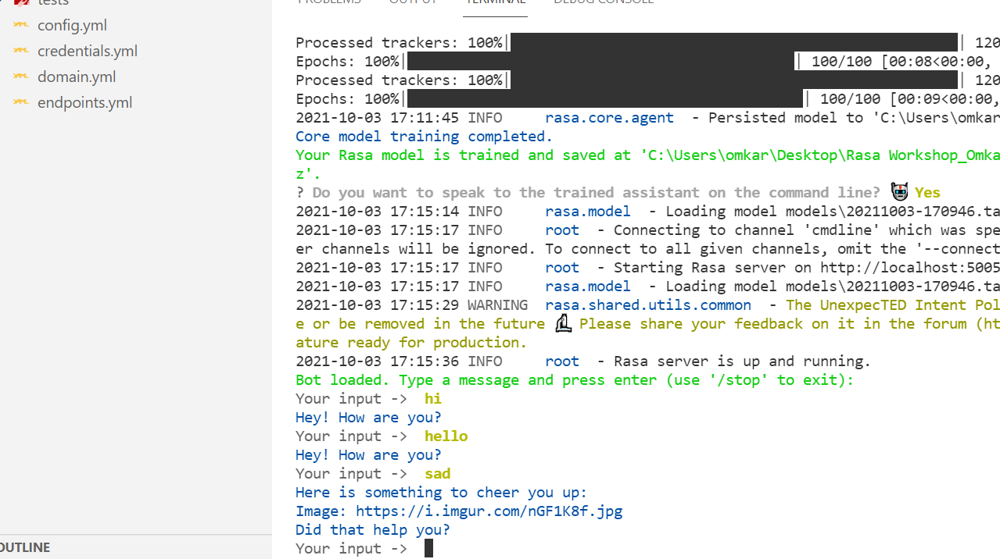 tests
config.yml
credentials.yml
domain.yml
endpoints.yml
OUTLINE
PROBLEMS OUTPUT TERMINAL DEBUG CONSOLE
Processed trackers: 100%| | 120
Epochs: 100%| | 100/100 [00:08<00:00,
Processed trackers: 100%| | 120
Epochs: 100%| | 100/100 [00:09<00:00,
2021-10-03 17:11:45 INFO rasa.core.agent - Persisted model to 'C:\Users\omkar
Core model training completed.
Your Rasa model is trained and saved at 'C:\Users\omkar\Desktop\Rasa Workshop_Omka
z'.
? Do you want to speak to the trained assistant on the command line? 🤖 Yes
2021-10-03 17:15:14 INFO rasa.model - Loading model models\20211003-170946.ta
2021-10-03 17:15:17 INFO root - Connecting to channel 'cmdline' which was spe
er channels will be ignored. To connect to all given channels, omit the '--connect
2021-10-03 17:15:17 INFO root - Starting Rasa server on http://localhost:5005
2021-10-03 17:15:17 INFO rasa.model - Loading model models\20211003-170946.ta
2021-10-03 17:15:29 WARNING rasa.shared.utils.common - The UnexpecTED Intent Pol
e or be removed in the future 🔬 Please share your feedback on it in the forum (ht
ature ready for production.
2021-10-03 17:15:36 INFO root - Rasa server is up and running.
Bot loaded. Type a message and press enter (use '/stop' to exit):
Your input -> hi
Hey! How are you?
Your input -> hello
Hey! How are you?
Your input -> sad
Here is something to cheer you up:
Image: https://i.imgur.com/nGF1K8f.jpg
Did that help you?
Your input ->